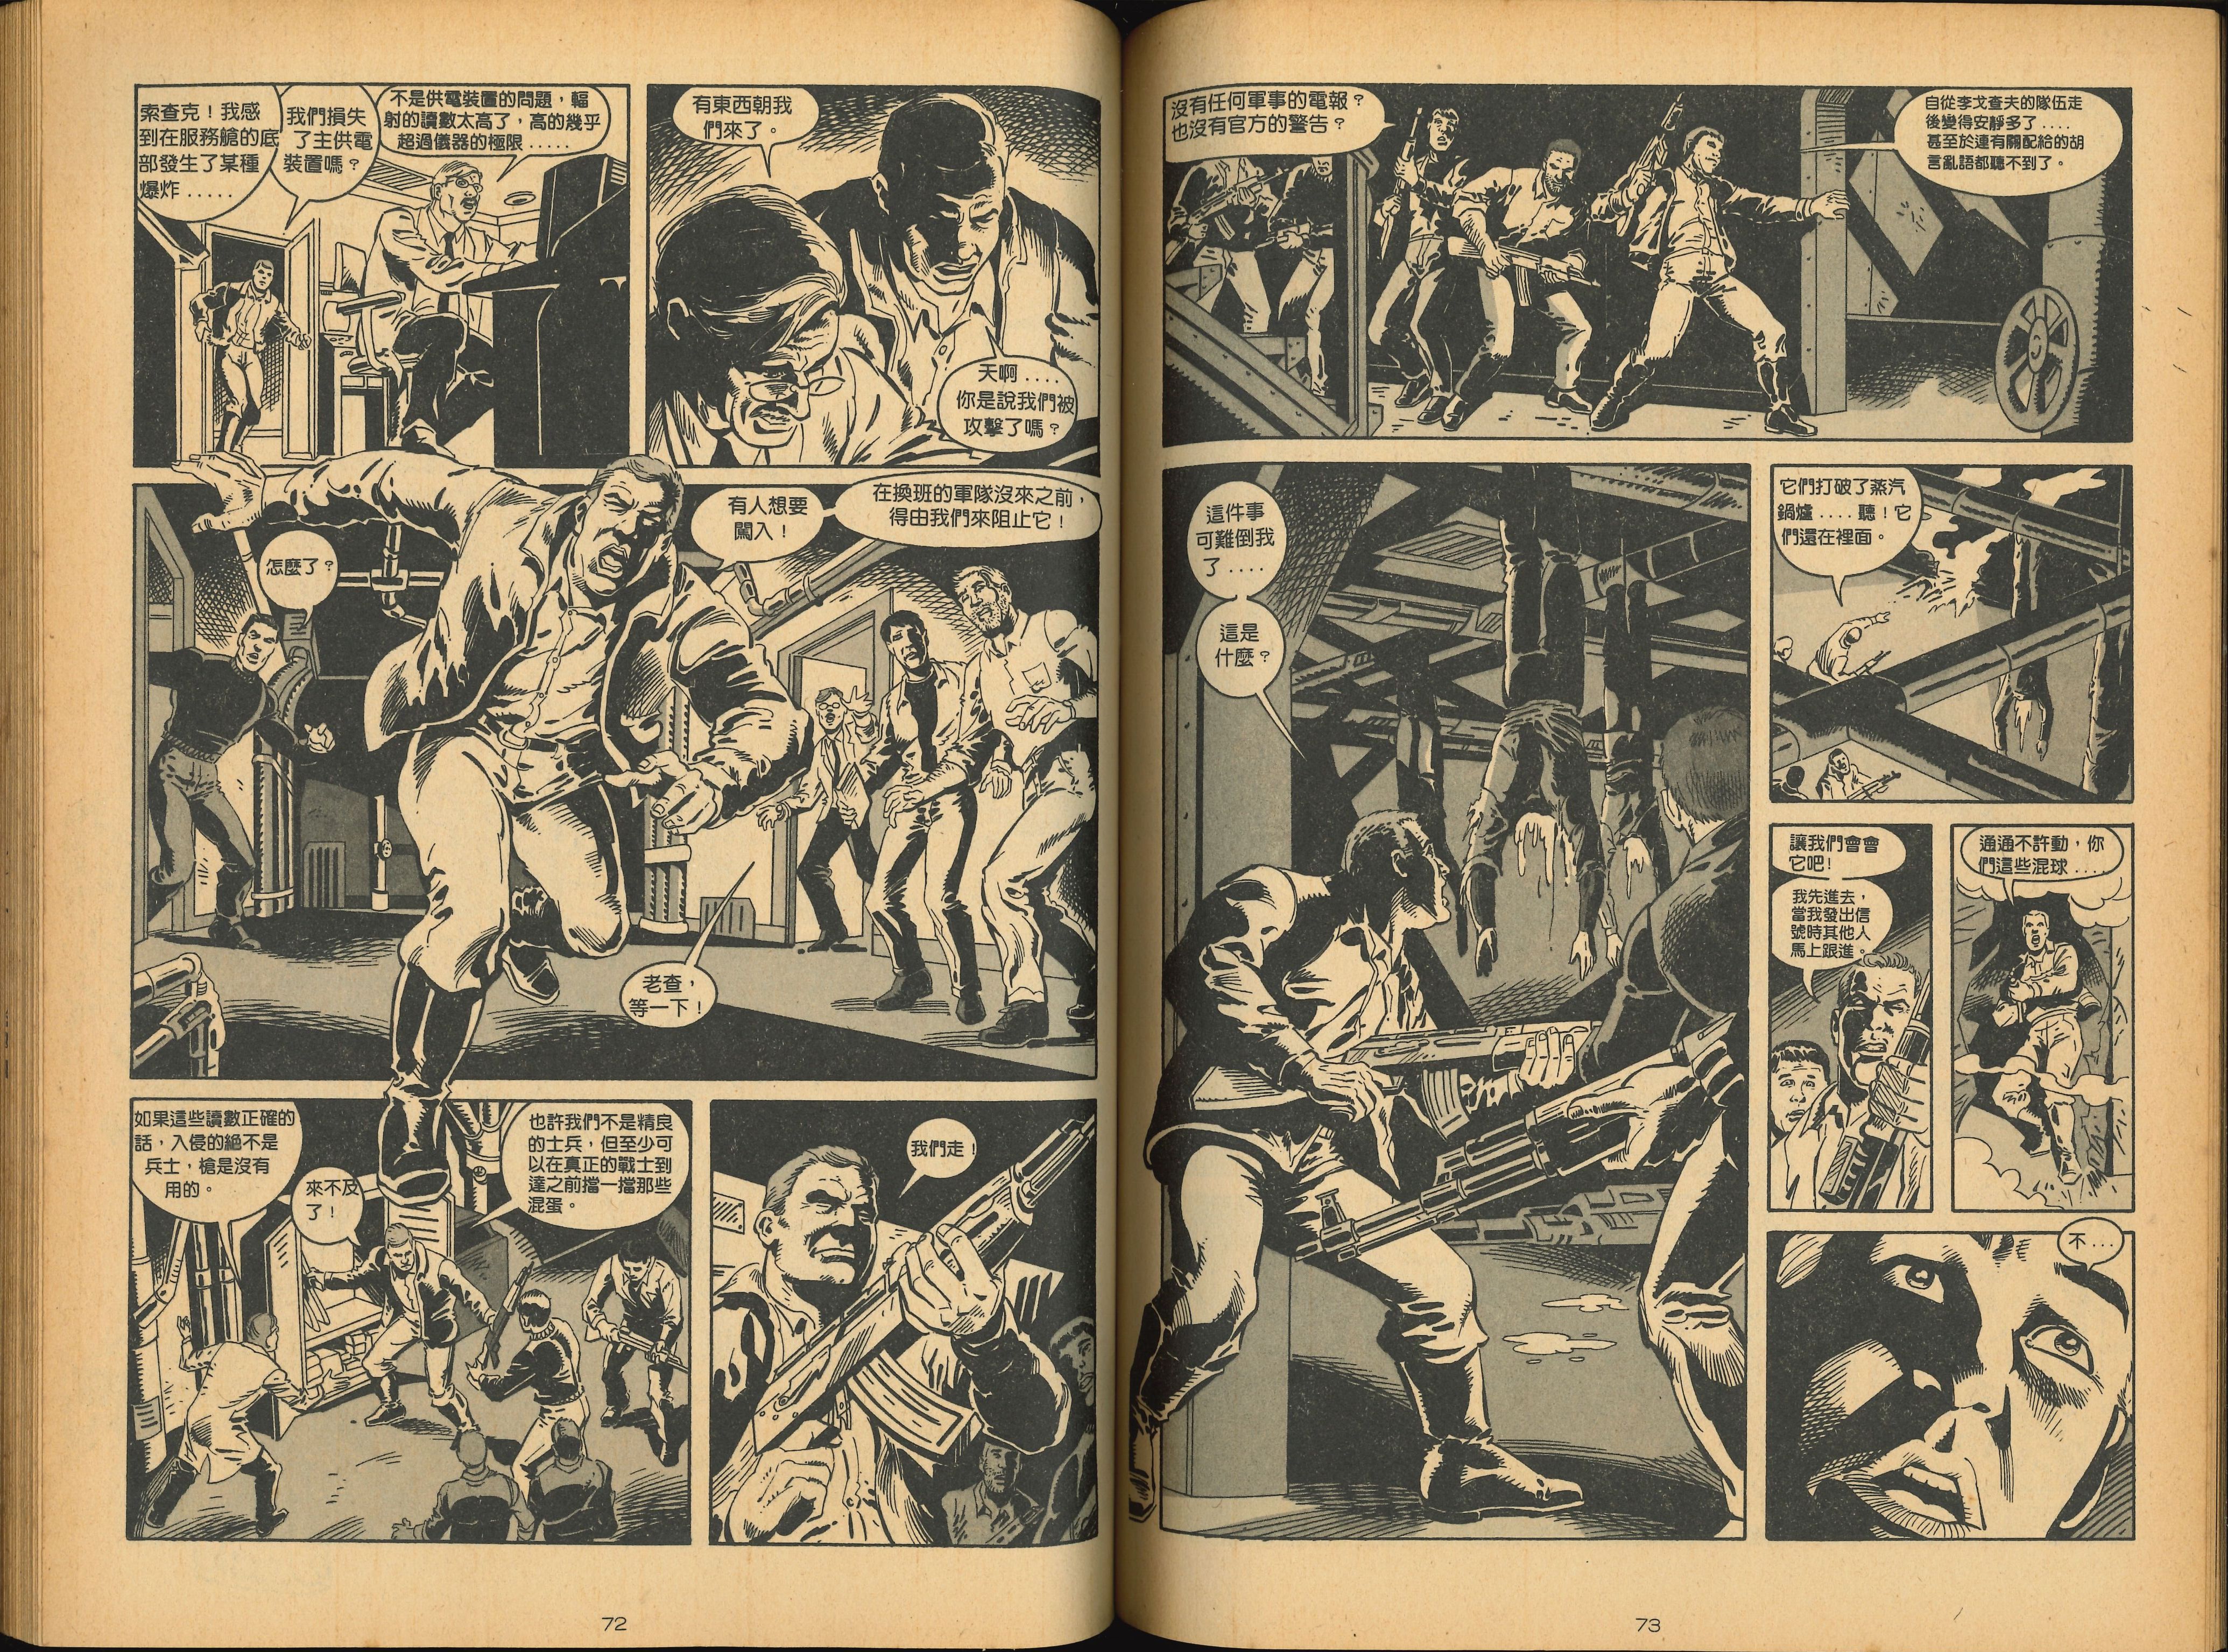 索查克！我感
到在服務艙的底
部發生了某種
爆炸．．．．．
我們損失
了主供電
裝置嗎？
不是供電裝置的問題，輻
射的讀數太高了，高的幾乎
超過儀器的極限．．．．．
有東西朝我
們來了。
天啊．．．．
你是說我們被
攻擊了嗎？
怎麼了？
有人想要
闖入！
在換班的軍隊沒來之前，
得由我們來阻止它！
老查，
等一下！
如果這些讀數正確的
話，入侵的絕不是
兵士，槍是沒有
用的。
來不及
了！
也許我們不是精良
的士兵，但至少可
以在真正的戰士到
達之前擋一擋那些
混蛋。
我們走！
72
沒有任何軍事的電報？
也沒有官方的警告？
自從李戈查夫的隊伍走
後變得安靜多了．．．．
甚至於連有關配給的胡
言亂語都聽不到了。
這件事
可難倒我
了．．．．
這是
什麼？
它們打破了蒸汽
鍋爐．．．．聽！它
們還在裡面。
讓我們會會
它吧！
我先進去，
當我發出信
號時其他人
馬上跟進。
通通不許動，你
們這些混球．．．．
不．．．
73